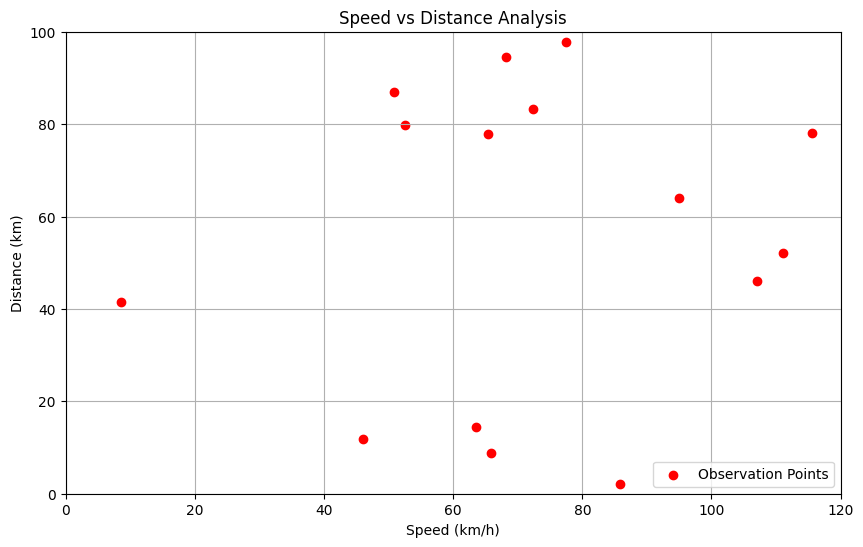 Speed vs Distance Analysis
100
80
60
40
20
0
Distance (km)
Observation Points
0 20 40 60 80 100 120
Speed (km/h)